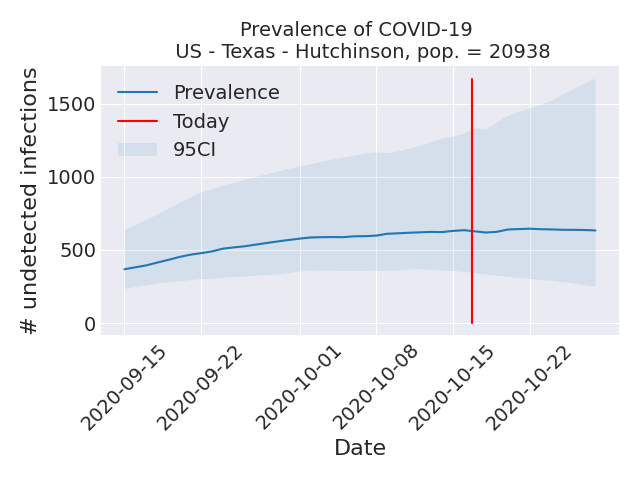 Prevalence of COVID-19
US - Texas - Hutchinson, pop. = 20938
# undetected infections
1500
1000
500
0
Prevalence
Today
95CI
2020-09-15
2020-09-22
2020-10-01
2020-10-08
2020-10-15
2020-10-22
Date